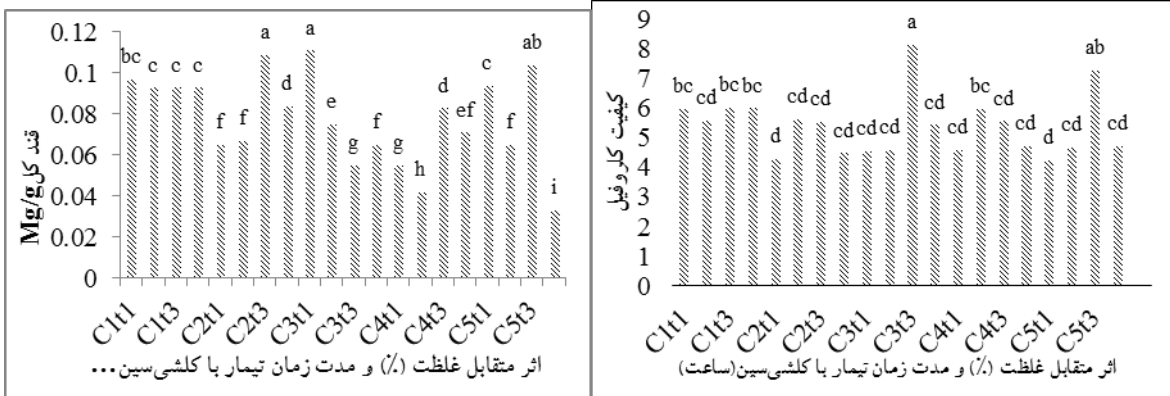 قند کل Mg/g
0.12
0.1
0.08
0.06
0.04
0.02
0
bc c c c f f a d a e g f g h d ef c f ab i
C1t1 C1t3 C2t1 C2t3 C3t1 C3t3 C4t1 C4t3 C5t1 C5t3
اثر متقابل غلظت (٪) و مدت زمان تیمار با کلشی‌سین...
کیفیت کلروفیل
9
8
7
6
5
4
3
2
1
0
bc cd bc bc d cd cd cd cd cd a cd cd bc cd cd d cd ab cd
C1t1 C1t3 C2t1 C2t3 C3t1 C3t3 C4t1 C4t3 C5t1 C5t3
اثر متقابل غلظت (٪) و مدت زمان تیمار با کلشی‌سین(ساعت)